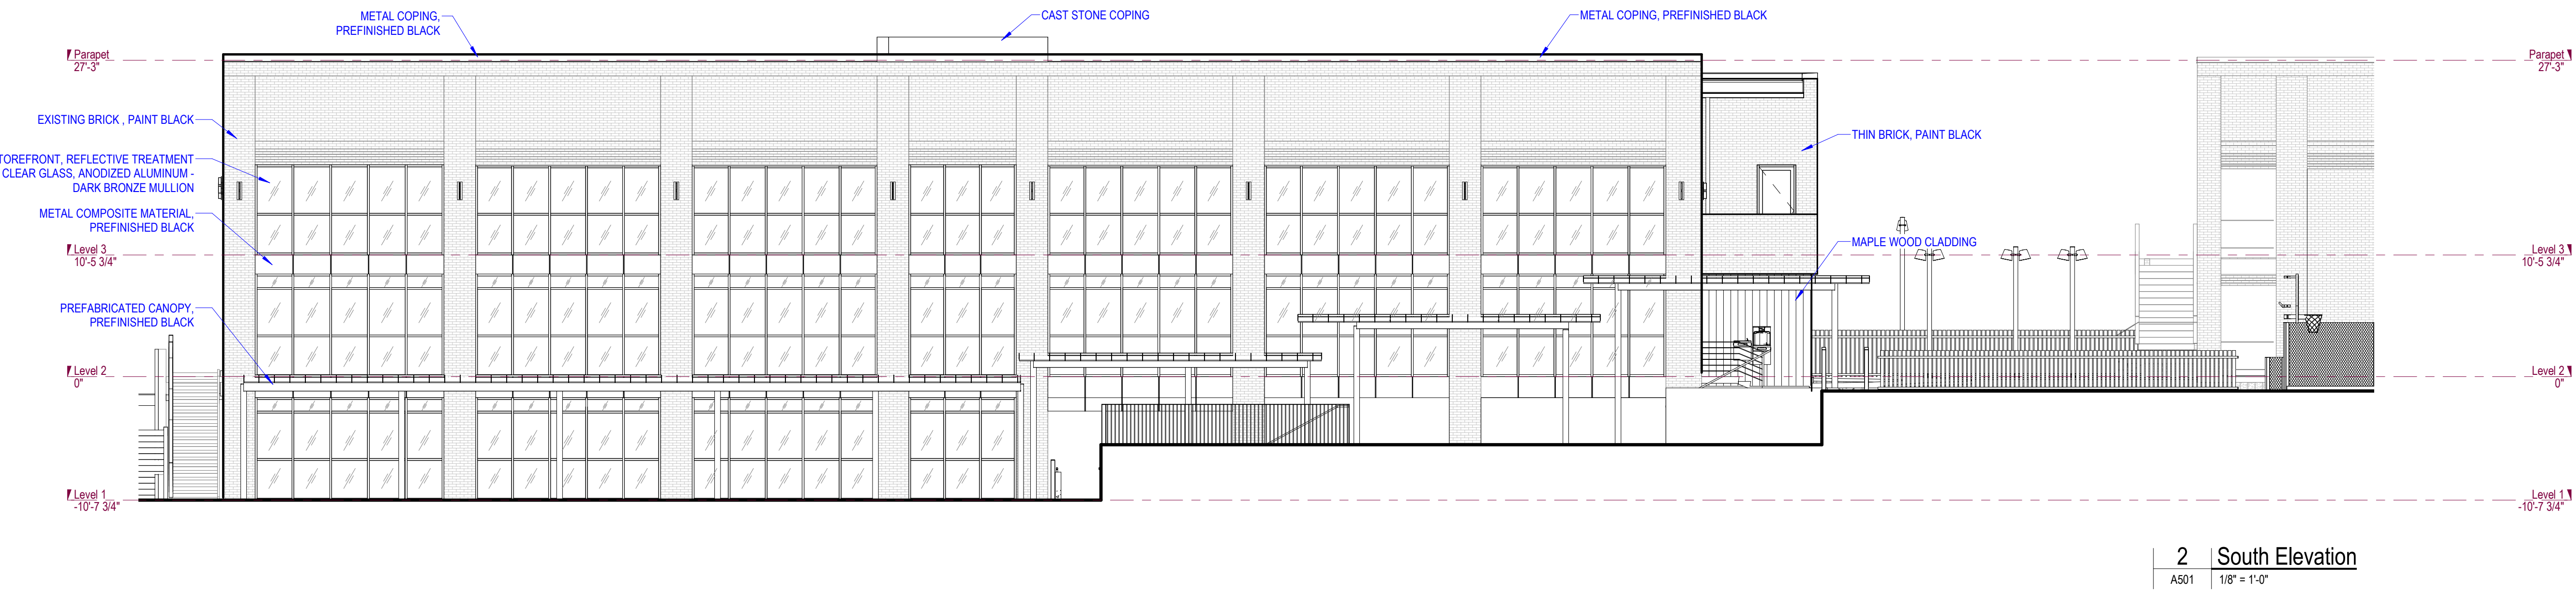 METAL COPING,
PREFINISHED BLACK
CAST STONE COPING
METAL COPING, PREFINISHED BLACK
Parapet
27'-3"
Parapet
27'-3"
EXISTING BRICK , PAINT BLACK
THIN BRICK, PAINT BLACK
TOREFRONT, REFLECTIVE TREATMENT
CLEAR GLASS, ANODIZED ALUMINUM -
DARK BRONZE MULLION
METAL COMPOSITE MATERIAL,
PREFINISHED BLACK
MAPLE WOOD CLADDING
Level 3
10'-5 3/4"
Level 3
10'-5 3/4"
PREFABRICATED CANOPY,
PREFINISHED BLACK
Level 2
0"
Level 2
0"
Level 1
-10'-7 3/4"
Level 1
-10'-7 3/4"
2 South Elevation
A501 1/8" = 1'-0"